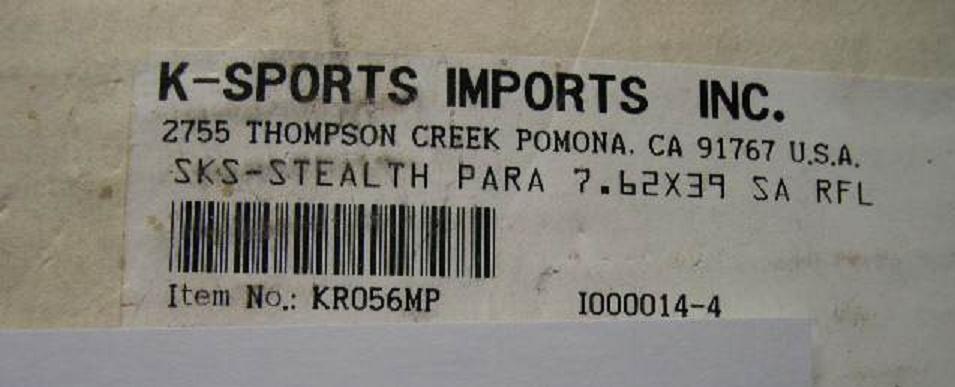 K-SPORTS IMPORTS INC.
2755 THOMPSON CREEK POMONA. CA 91767 U.S.A.
SKS-STEALTH PARA 7.62X39 SA RFL
Item No.: KR056MP I000014-4